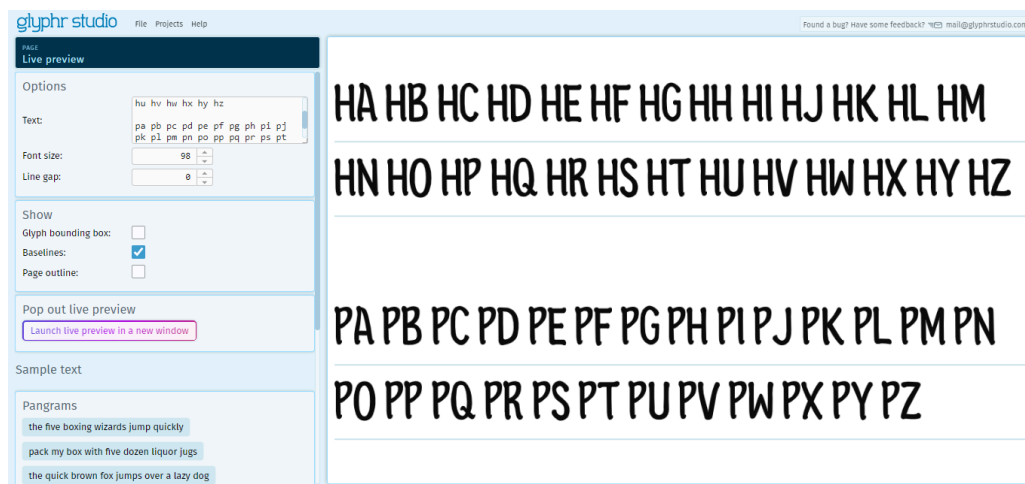 glyphr studio File Projects Help
Found a bug? Have some feedback? mail@glyphrstudio.com
PAGE
Live preview
Options
Text:
hu hv hw hx hy hz
pa pb pc pd pe pf pg ph pi pj
pk pl pm pn po pp pq pr ps pt
Font size: 98
Line gap: 0
Show
Glyph bounding box:
Baselines:
Page outline:
Pop out live preview
Launch live preview in a new window
Sample text
Pangrams
the five boxing wizards jump quickly
pack my box with five dozen liquor jugs
the quick brown fox jumps over a lazy dog
HA HB HC HD HE HF HG HH HI HJ HK HL HM
HN HO HP HQ HR HS HT HU HV HW HX HY HZ
PA PB PC PD PE PF PG PH PI PJ PK PL PM PN
PO PP PQ PR PS PT PU PV PW PX PY PZ